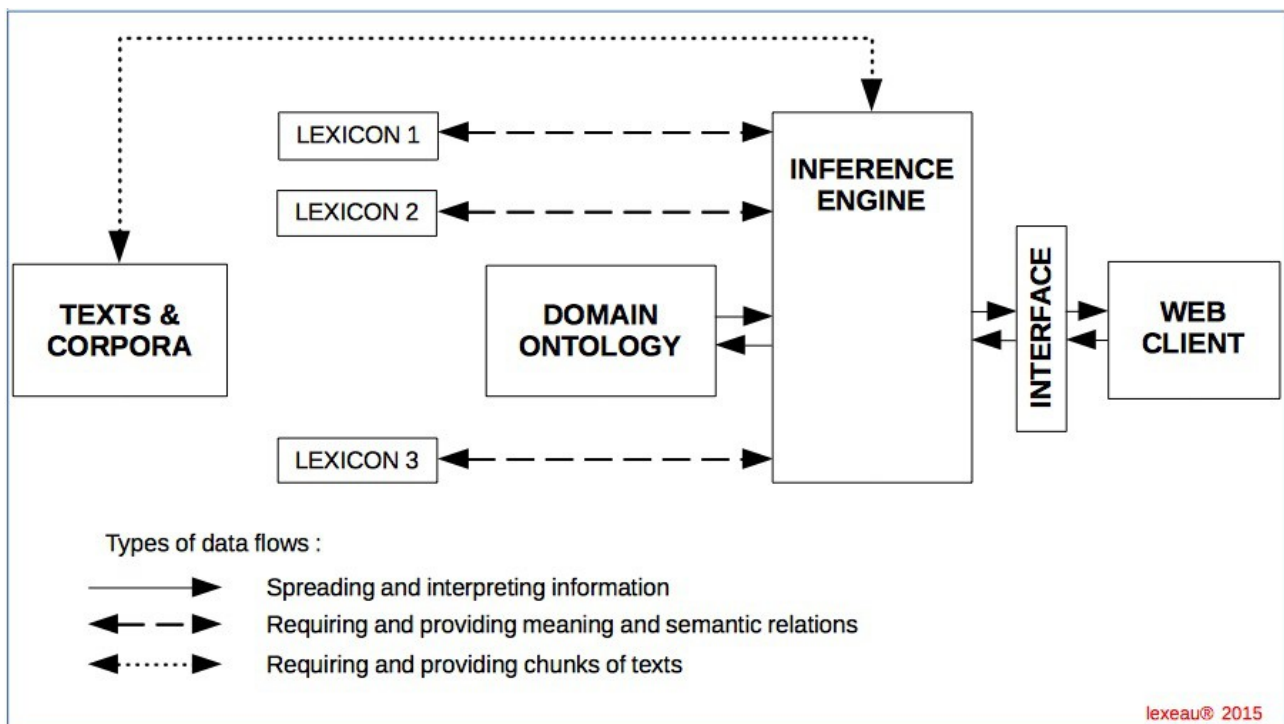 LEXICON 1
INFERENCE
ENGINE
LEXICON 2
TEXTS &
CORPORA
DOMAIN
ONTOLOGY
INTERFACE
WEB
CLIENT
LEXICON 3
Types of data flows :
Spreading and interpreting information
Requiring and providing meaning and semantic relations
Requiring and providing chunks of texts
lexeau® 2015